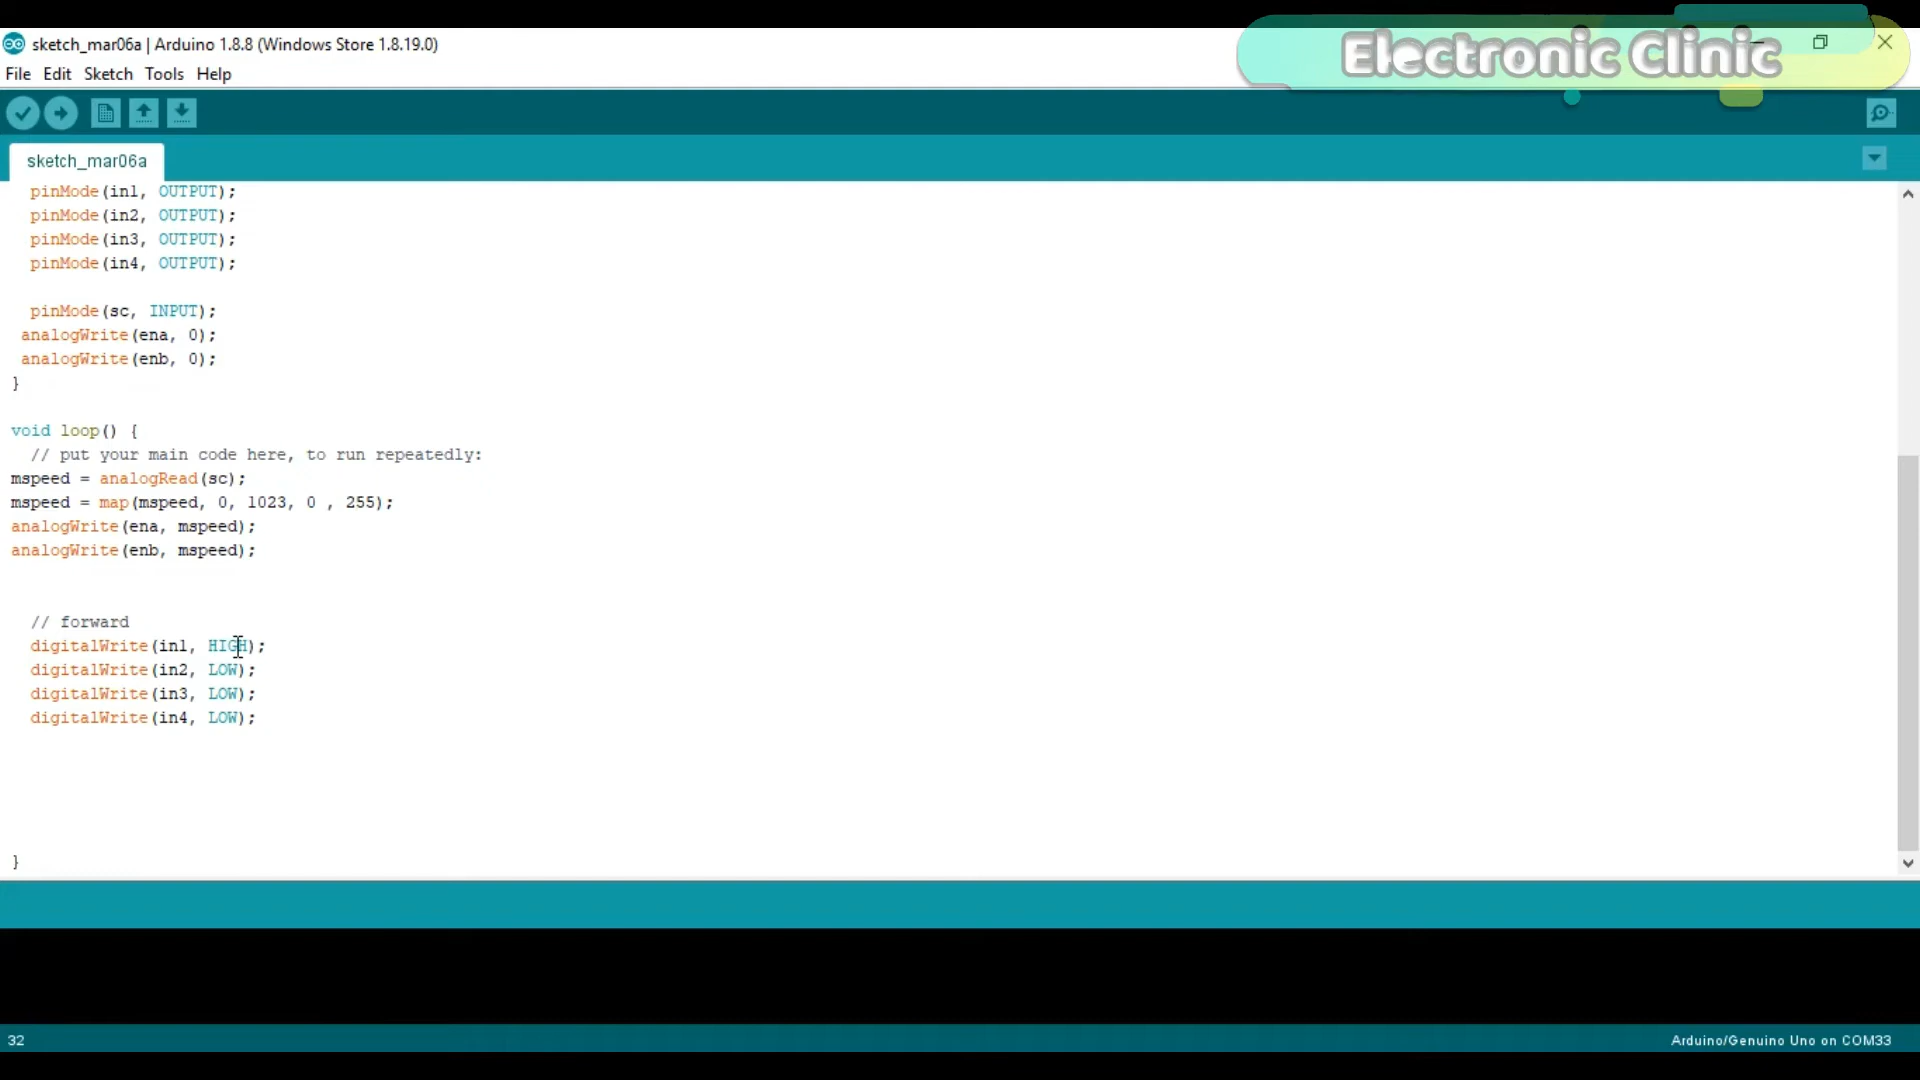 sketch_mar06a | Arduino 1.8.8 (Windows Store 1.8.19.0)
Electronic Clinic
File Edit Sketch Tools Help
sketch_mar06a
pinMode(in1, OUTPUT);
pinMode(in2, OUTPUT);
pinMode(in3, OUTPUT);
pinMode(in4, OUTPUT);
pinMode(sc, INPUT);
analogWrite(ena, 0);
analogWrite(enb, 0);
}
void loop() {
// put your main code here, to run repeatedly:
mspeed = analogRead(sc);
mspeed = map(mspeed, 0, 1023, 0 , 255);
analogWrite(ena, mspeed);
analogWrite(enb, mspeed);
// forward
digitalWrite(in1, HIGH);
digitalWrite(in2, LOW);
digitalWrite(in3, LOW);
digitalWrite(in4, LOW);
}
32
Arduino/Genuino Uno on COM33